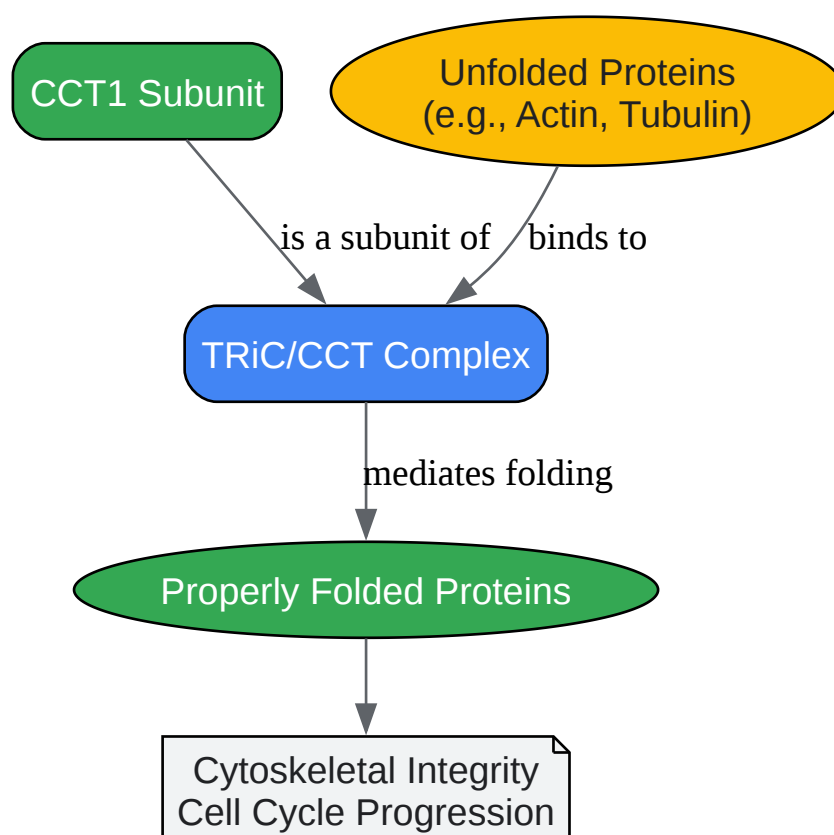 CCT1 Subunit
Unfolded Proteins
(e.g., Actin, Tubulin)
is a subunit of
binds to
TRiC/CCT Complex
mediates folding
Properly Folded Proteins
Cytoskeletal Integrity
Cell Cycle Progression